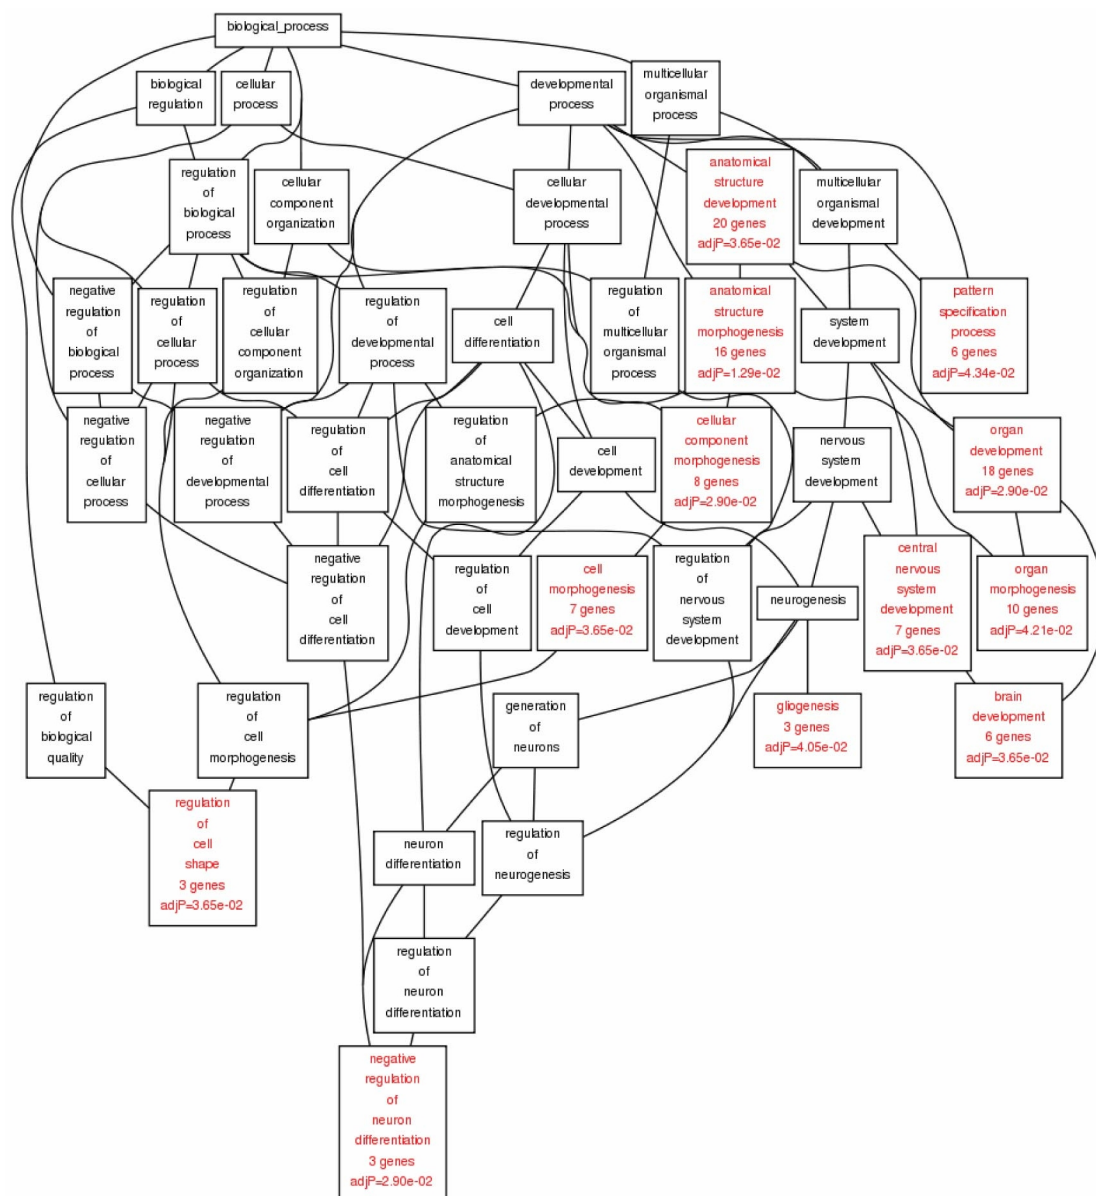 biological_process
biological
regulation
cellular
process
developmental
process
multicellular
organismal
process
regulation
of
biological
process
cellular
component
organization
cellular
developmental
process
anatomical
structure
development
20 genes
adjP=3.65e-02
multicellular
organismal
development
negative
regulation
of
biological
process
regulation
of
cellular
process
regulation
of
cellular
component
organization
regulation
of
developmental
process
cell
differentiation
regulation
of
multicellular
organismal
process
anatomical
structure
morphogenesis
16 genes
adjP=1.29e-02
system
development
pattern
specification
process
6 genes
adjP=4.34e-02
negative
regulation
of
cellular
process
negative
regulation
of
developmental
process
regulation
of
cell
differentiation
regulation
of
anatomical
structure
morphogenesis
cell
development
cellular
component
morphogenesis
8 genes
adjP=2.90e-02
nervous
system
development
organ
development
18 genes
adjP=2.90e-02
negative
regulation
of
cell
differentiation
regulation
of
cell
development
cell
morphogenesis
7 genes
adjP=3.65e-02
regulation
of
nervous
system
development
neurogenesis
central
nervous
system
development
7 genes
adjP=3.65e-02
organ
morphogenesis
10 genes
adjP=4.21e-02
regulation
of
biological
quality
regulation
of
cell
morphogenesis
generation
of
neurons
gliogenesis
3 genes
adjP=4.05e-02
brain
development
6 genes
adjP=3.65e-02
regulation
of
cell
shape
3 genes
adjP=3.65e-02
neuron
differentiation
regulation
of
neurogenesis
regulation
of
neuron
differentiation
negative
regulation
of
neuron
differentiation
3 genes
adjP=2.90e-02